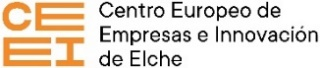 CE
EI
Centro Europeo de
Empresas e Innovación
de Elche